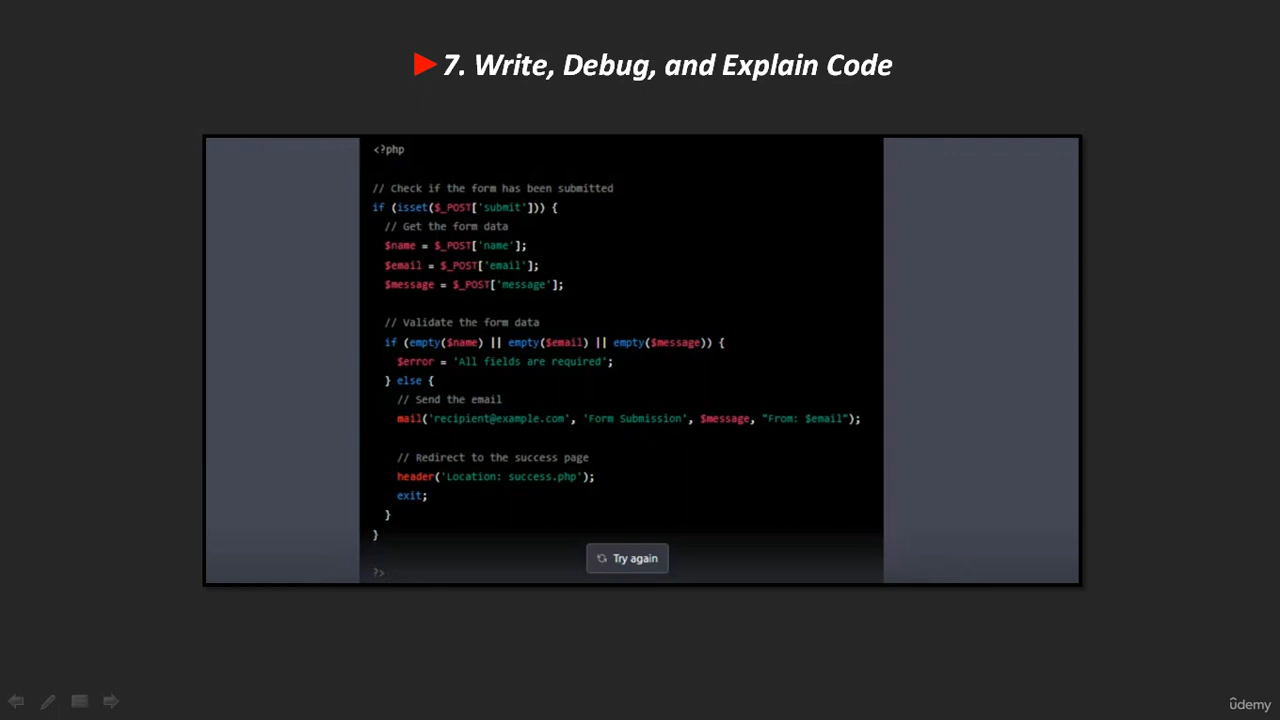 7. Write, Debug, and Explain Code
<?php
// Check if the form has been submitted
if (isset($_POST['submit'])) {
// Get the form data
$name = $_POST['name'];
$email = $_POST['email'];
$message = $_POST['message'];
// Validate the form data
if (empty($name) || empty($email) || empty($message)) {
$error = 'All fields are required';
} else {
// Send the email
mail('recipient@example.com', 'Form Submission', $message, "From: $email");
// Redirect to the success page
header('Location: success.php');
exit;
}
}
Try again
?>
udemy